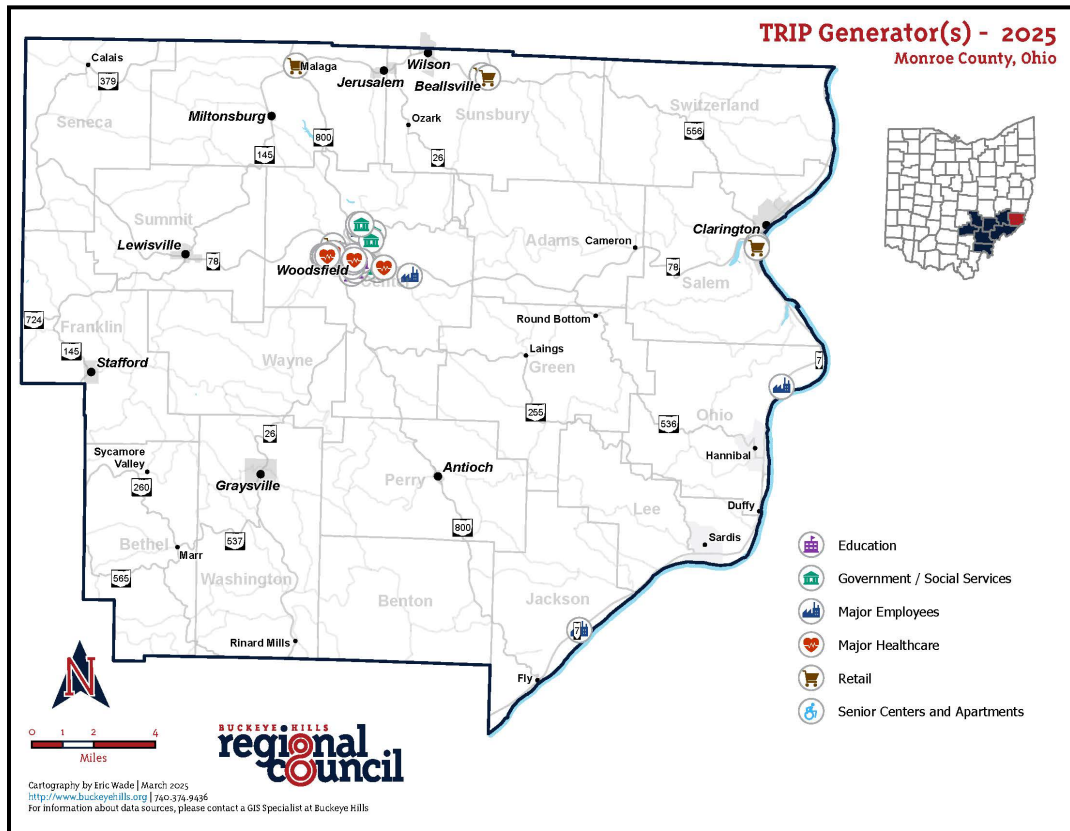 TRIP Generator(s) - 2025
Monroe County, Ohio
Calais
379
Seneca
Malaga
Jerusalem
Wilson
Beallsville
Sunsbury
Switzerland
556
Miltonsburg
Ozark
800
145
26
Summit
Lewisville
78
Woodsfield
Center
Adams
Cameron
78
Clarington
Salem
724
Franklin
145
Stafford
Wayne
Round Bottom
Laings
Green
255
7
Ohio
536
Hannibal
26
Sycamore
Valley
260
Graysville
Perry
Antioch
800
Lee
Duffy
Sardis
Bethel
Marr
537
565
Washington
Benton
Jackson
Rinard Mills
7
Fly
Education
Government / Social Services
Major Employees
Major Healthcare
Retail
Senior Centers and Apartments
N
0 1 2 4
Miles
BUCKEYE HILLS
regional
council
Cartography by Eric Wade | March 2025
http://www.buckeyehills.org | 740.374.9436
For information about data sources, please contact a GIS Specialist at Buckeye Hills